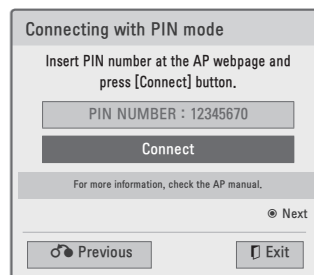 Connecting with PIN mode
Insert PIN number at the AP webpage and
press [Connect] button.
PIN NUMBER : 12345670
Connect
For more information, check the AP manual.
◉ Next
Previous
Exit